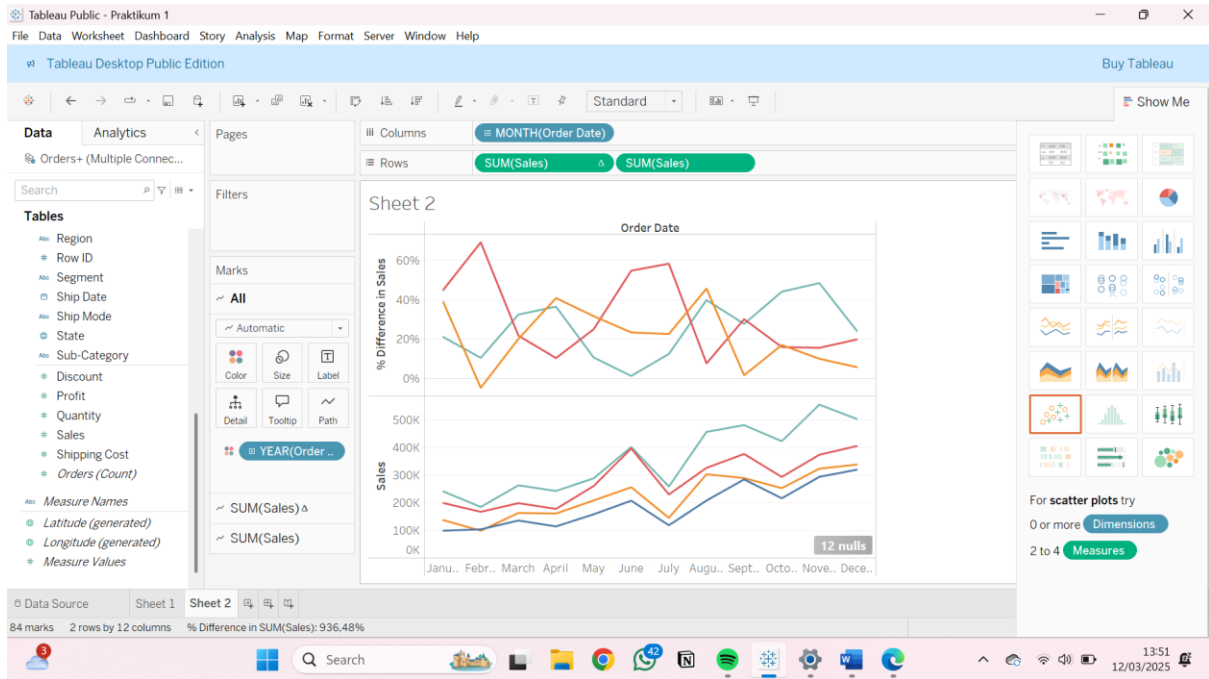 Tableau Public - Praktikum 1
File Data Worksheet Dashboard Story Analysis Map Format Server Window Help
Tableau Desktop Public Edition
Buy Tableau
Standard
Show Me
Data
Analytics
Pages
Columns
MONTH(Order Date)
Orders+ (Multiple Connec...
Rows
SUM(Sales) Δ
SUM(Sales)
Search
Filters
Tables
Abc Region
# Row ID
Abc Segment
Ship Date
Abc Ship Mode
State
Abc Sub-Category
# Discount
# Profit
# Quantity
# Sales
# Shipping Cost
# Orders (Count)
Abc Measure Names
Latitude (generated)
Longitude (generated)
# Measure Values
Marks
All
Automatic
Color
Size
Label
Detail
Tooltip
Path
YEAR(Order ..
SUM(Sales) Δ
SUM(Sales)
Sheet 2
Order Date
% Difference in Sales
60%
40%
20%
0%
Sales
500K
400K
300K
200K
100K
0K
12 nulls
Janu.. Febr.. March April May June July Augu.. Sept.. Octo.. Nove.. Dece..
For scatter plots try
0 or more Dimensions
2 to 4 Measures
Data Source
Sheet 1
Sheet 2
84 marks 2 rows by 12 columns % Difference in SUM(Sales): 936,48%
3
Search
42
13:51
12/03/2025